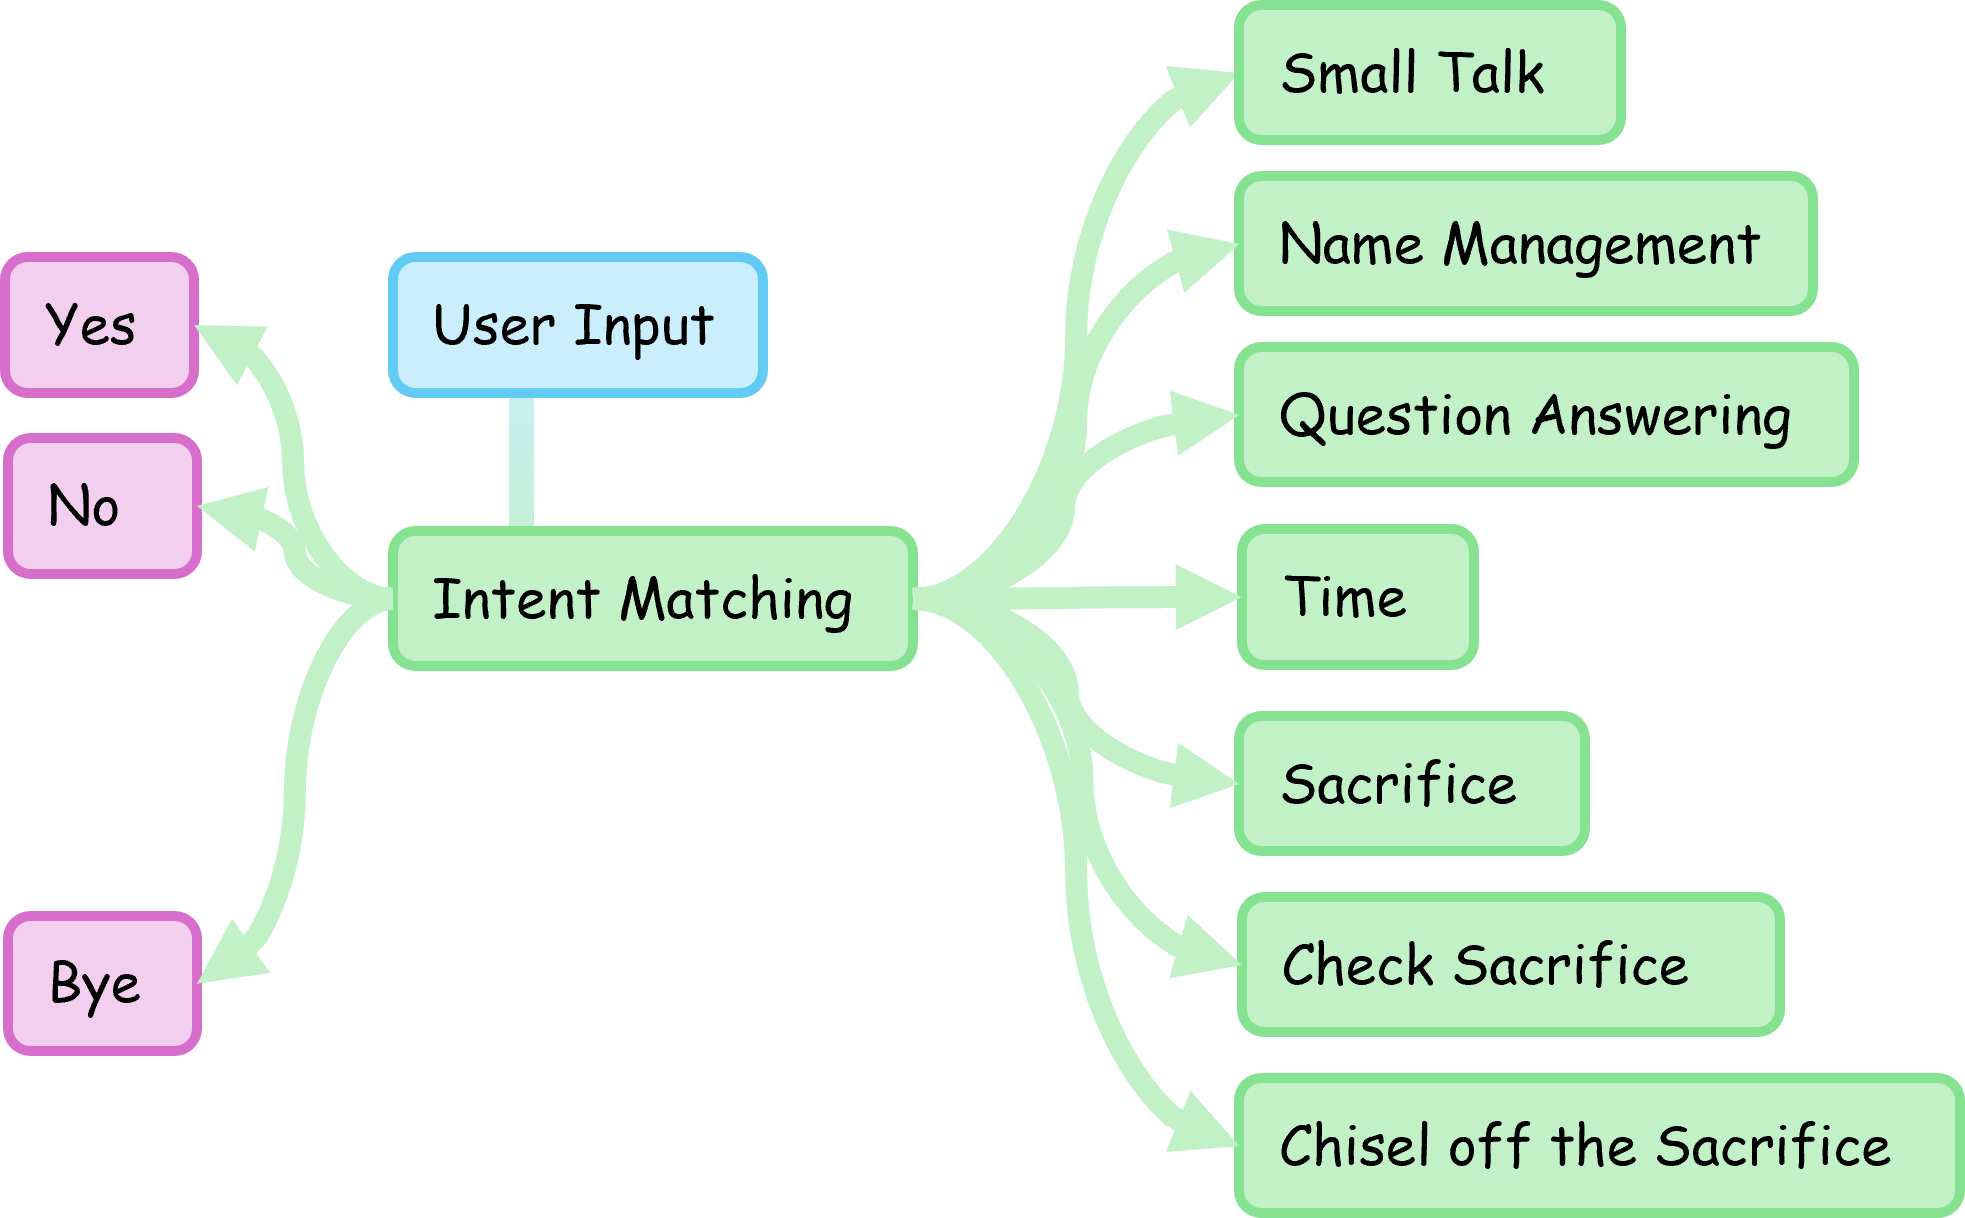 Small Talk
Name Management
Yes
User Input
Question Answering
No
Intent Matching
Time
Sacrifice
Check Sacrifice
Bye
Chisel off the Sacrifice